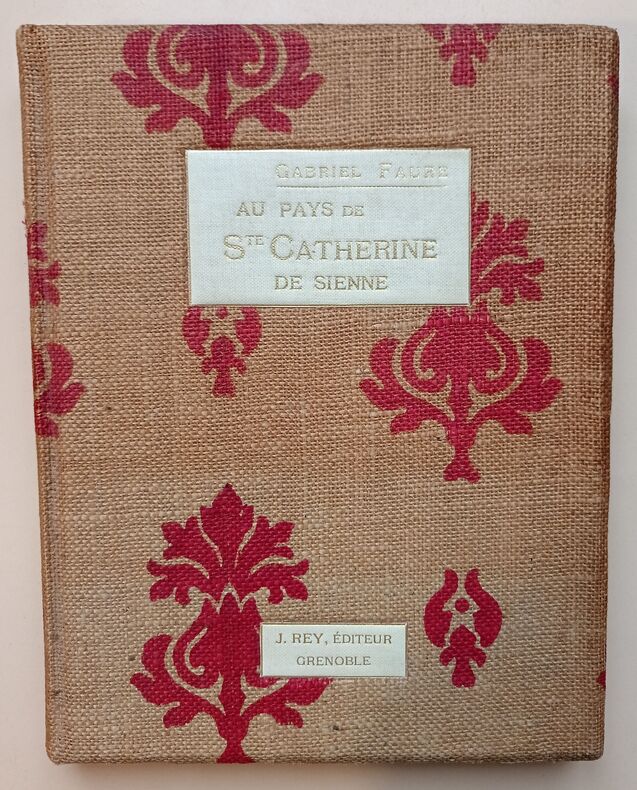 GABRIEL FAURE
AU PAYS DE
STE CATHERINE
DE SIENNE
J. REY, ÉDITEUR
GRENOBLE